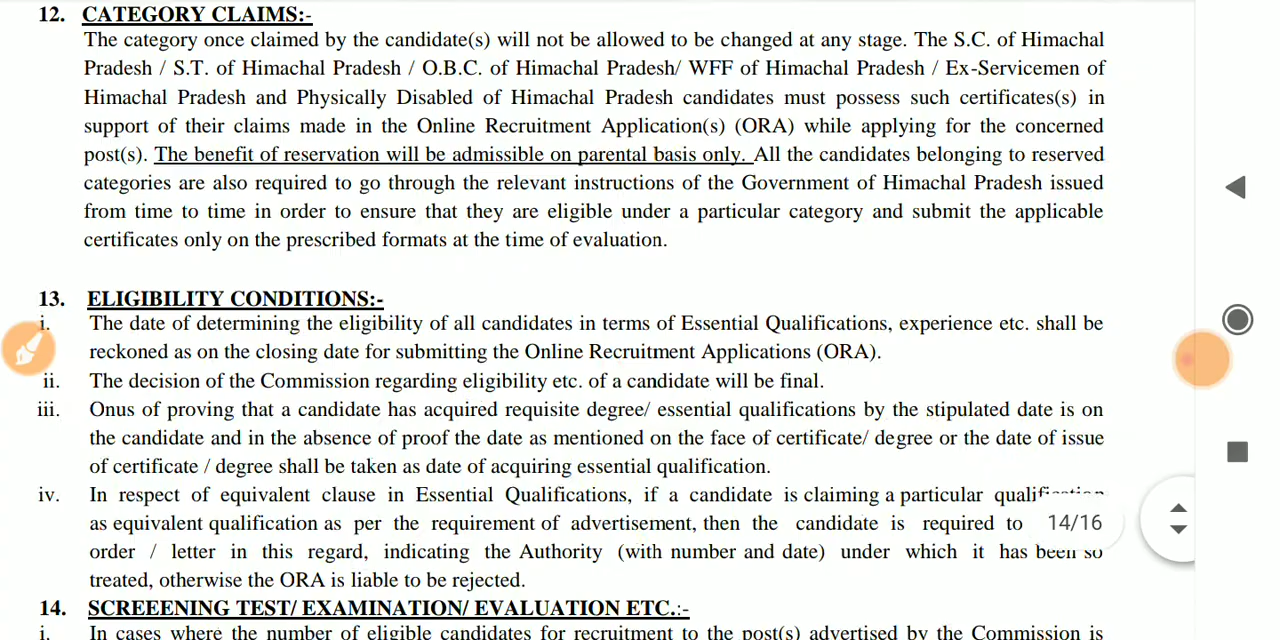 12. CATEGORY CLAIMS:-
The category once claimed by the candidate(s) will not be allowed to be changed at any stage. The S.C. of Himachal
Pradesh / S.T. of Himachal Pradesh / O.B.C. of Himachal Pradesh/ WFF of Himachal Pradesh / Ex-Servicemen of
Himachal Pradesh and Physically Disabled of Himachal Pradesh candidates must possess such certificates(s) in
support of their claims made in the Online Recruitment Application(s) (ORA) while applying for the concerned
post(s). The benefit of reservation will be admissible on parental basis only. All the candidates belonging to reserved
categories are also required to go through the relevant instructions of the Government of Himachal Pradesh issued
from time to time in order to ensure that they are eligible under a particular category and submit the applicable
certificates only on the prescribed formats at the time of evaluation.
13. ELIGIBILITY CONDITIONS:-
i. The date of determining the eligibility of all candidates in terms of Essential Qualifications, experience etc. shall be
reckoned as on the closing date for submitting the Online Recruitment Applications (ORA).
ii. The decision of the Commission regarding eligibility etc. of a candidate will be final.
iii. Onus of proving that a candidate has acquired requisite degree/ essential qualifications by the stipulated date is on
the candidate and in the absence of proof the date as mentioned on the face of certificate/ degree or the date of issue
of certificate / degree shall be taken as date of acquiring essential qualification.
iv. In respect of equivalent clause in Essential Qualifications, if a candidate is claiming a particular qualification
as equivalent qualification as per the requirement of advertisement, then the candidate is required to 14/16
order / letter in this regard, indicating the Authority (with number and date) under which it has been so
treated, otherwise the ORA is liable to be rejected.
14. SCREEENING TEST/ EXAMINATION/ EVALUATION ETC.:-
i. In cases where the number of eligible candidates for recruitment to the post(s) advertised by the Commission is